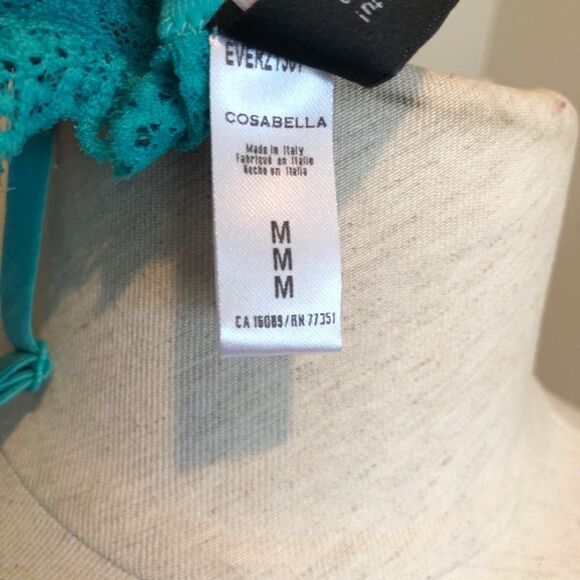 COSABELLA
Made in Italy
Fabriqué en Italie
Hecho en Italia
M
M
M
CA 16089/RN 77351